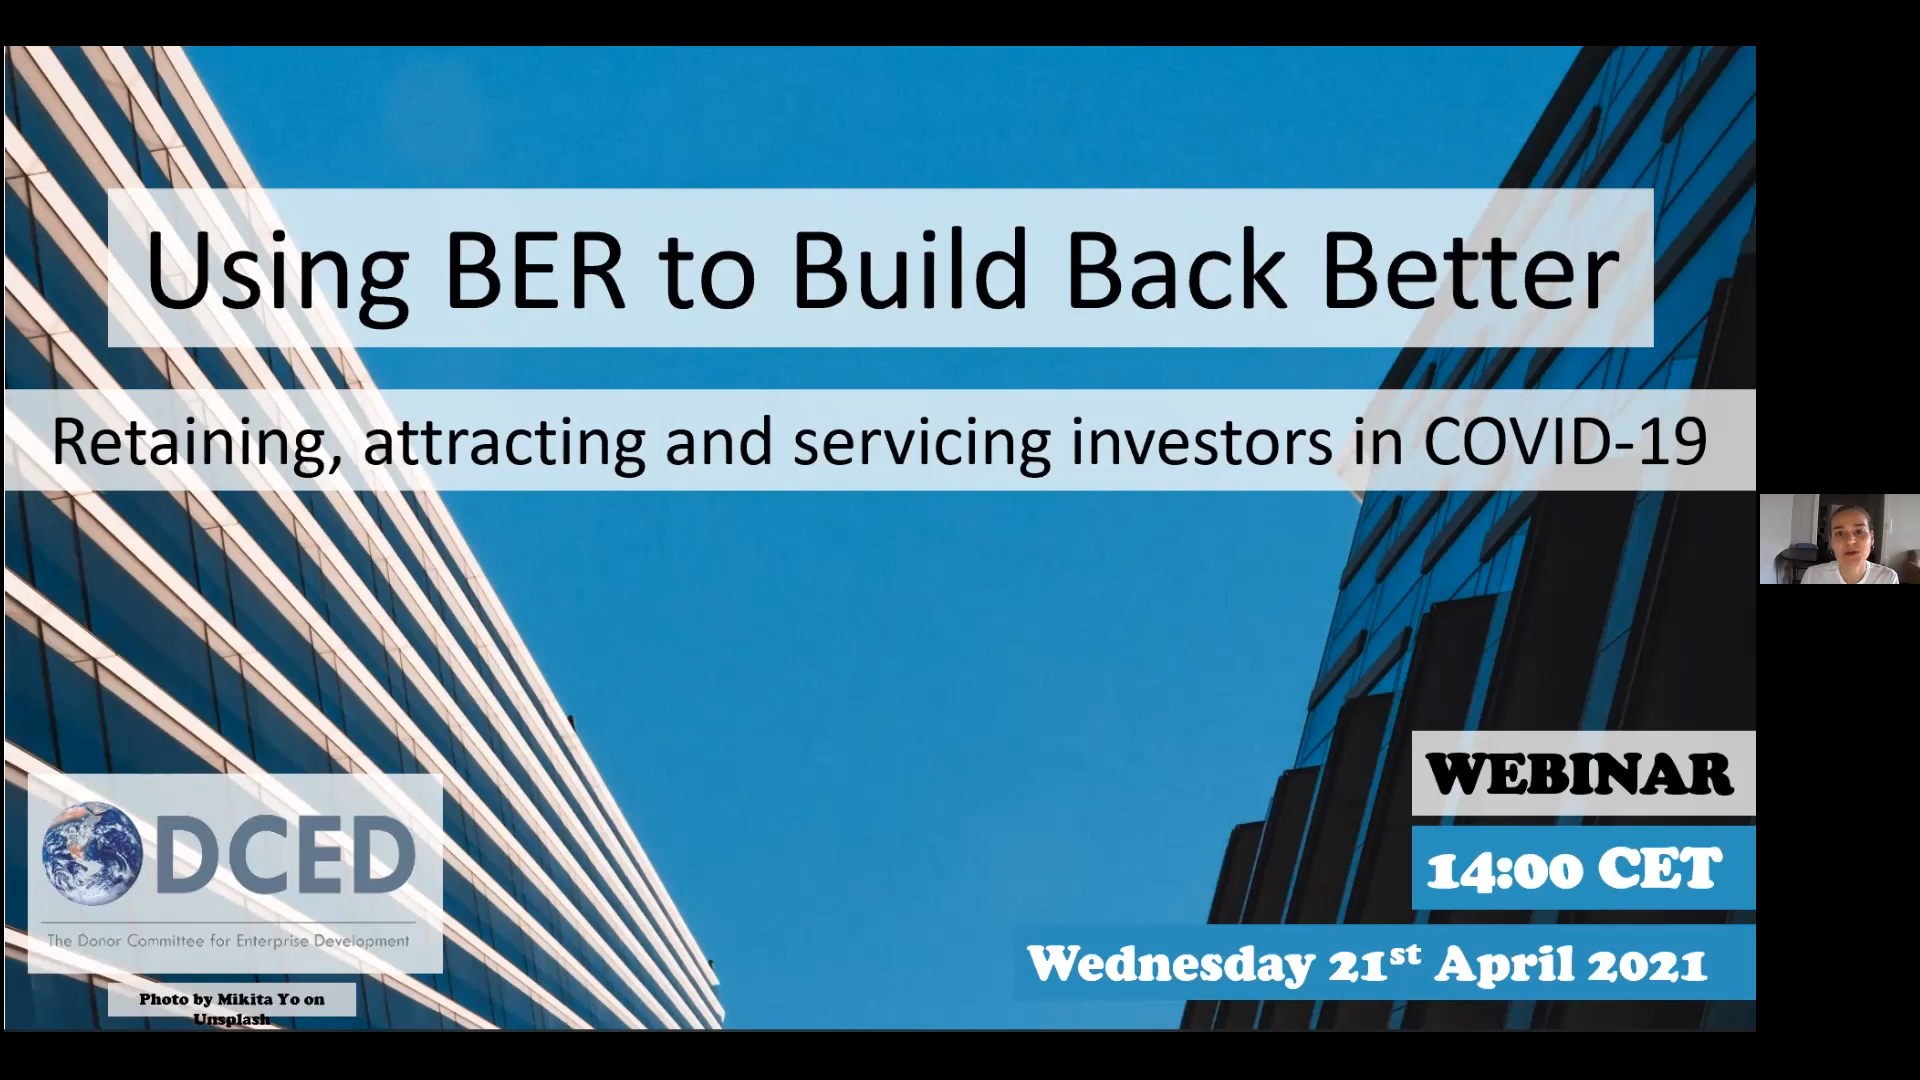 Using BER to Build Back Better
Retaining, attracting and servicing investors in COVID-19
WEBINAR
14:00 CET
Wednesday 21st April 2021
DCED
The Donor Committee for Enterprise Development
Photo by Mikita Yo on
Unsplash